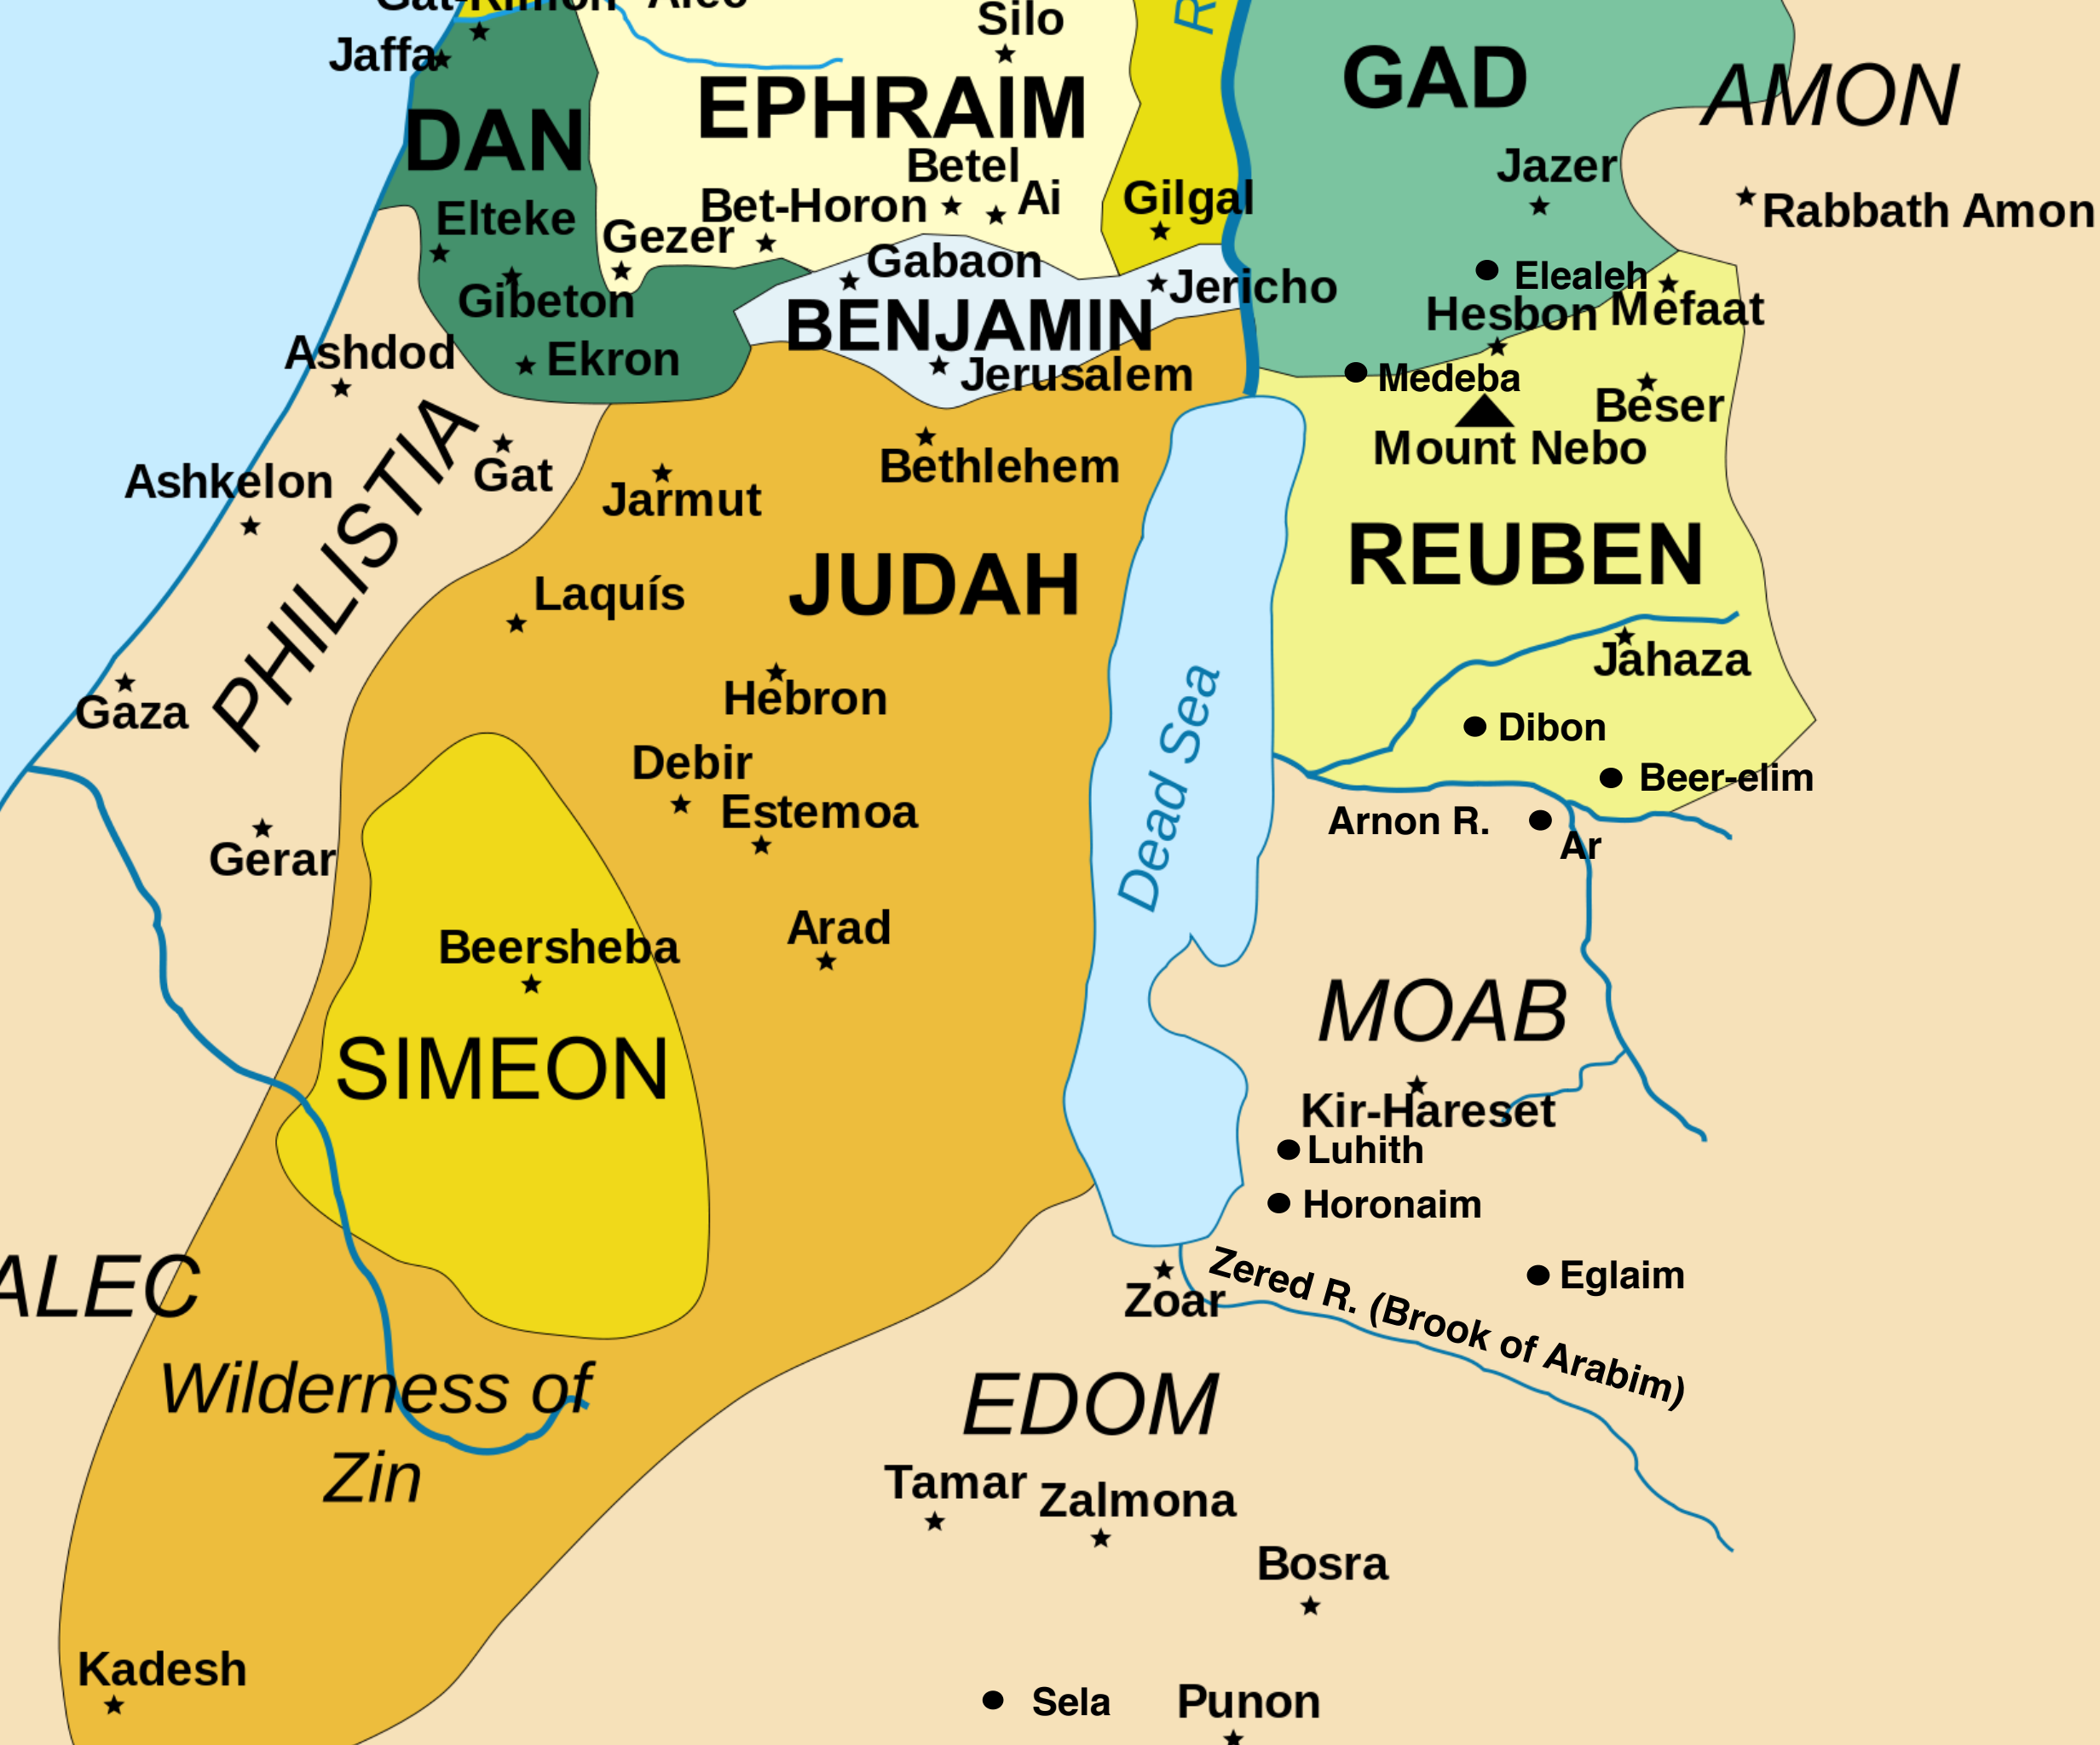 Gat-Rimon
Silo
R
Jaffa
EPHRAIM
GAD
AMON
DAN
Betel
Jazer
Bet-Horon
Ai
Gilgal
Rabbath Amon
Elteke
Gezer
Gabaon
Elealeh
Gibeton
Jericho
Hesbon
Mefaat
BENJAMIN
Ashdod
Ekron
Jerusalem
Medeba
Beser
Mount Nebo
Ashkelon
Gat
Bethlehem
Jarmut
PHILISTIA
REUBEN
JUDAH
Laquís
Jahaza
Hebron
Gaza
Dibon
Debir
Beer-elim
Dead Sea
Estemoa
Arnon R.
Ar
Gerar
Arad
Beersheba
MOAB
SIMEON
Kir-Hareset
Luhith
Horonaim
ALEC
Zoar
Zered R. (Brook of Arabim)
Eglaim
Wilderness of
Zin
EDOM
Tamar
Zalmona
Bosra
Kadesh
Sela
Punon